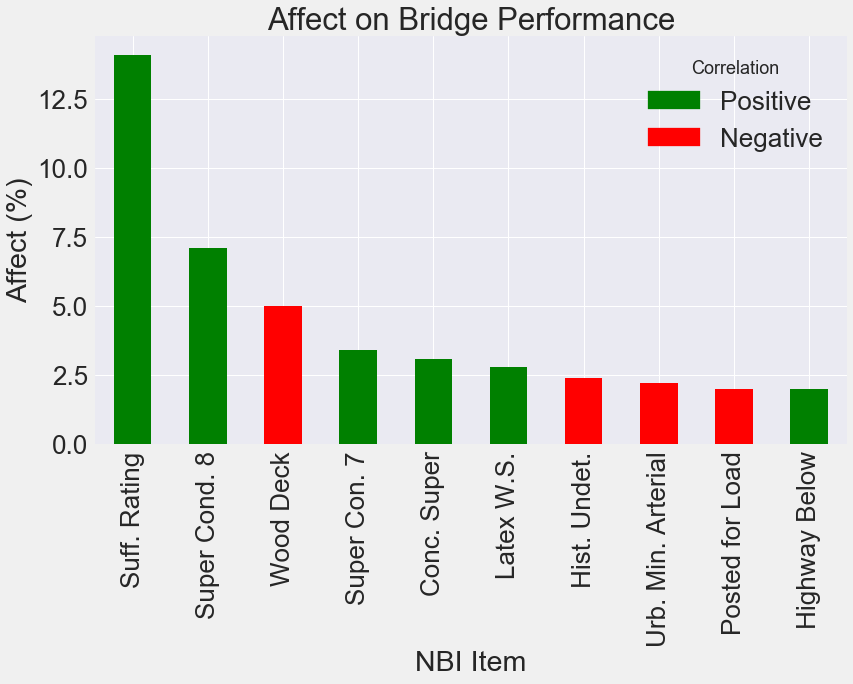 Affect on Bridge Performance
Correlation
Positive
Negative
Affect (%)
12.5
10.0
7.5
5.0
2.5
0.0
Suff. Rating
Super Cond. 8
Wood Deck
Super Con. 7
Conc. Super
Latex W.S.
Hist. Undet.
Urb. Min. Arterial
Posted for Load
Highway Below
NBI Item